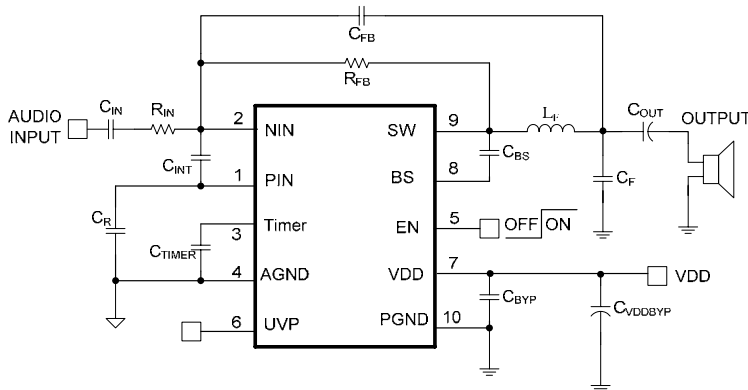 CFB
RFB
AUDIO
INPUT
CIN
RIN
2
NIN
SW
9
LF
COUT
OUTPUT
CINT
CBS
1
PIN
BS
8
CF
CR
Timer
3
EN
5
OFF ON
CTIMER
4
AGND
VDD
7
VDD
CBYP
CVDDBYP
6
UVP
PGND
10